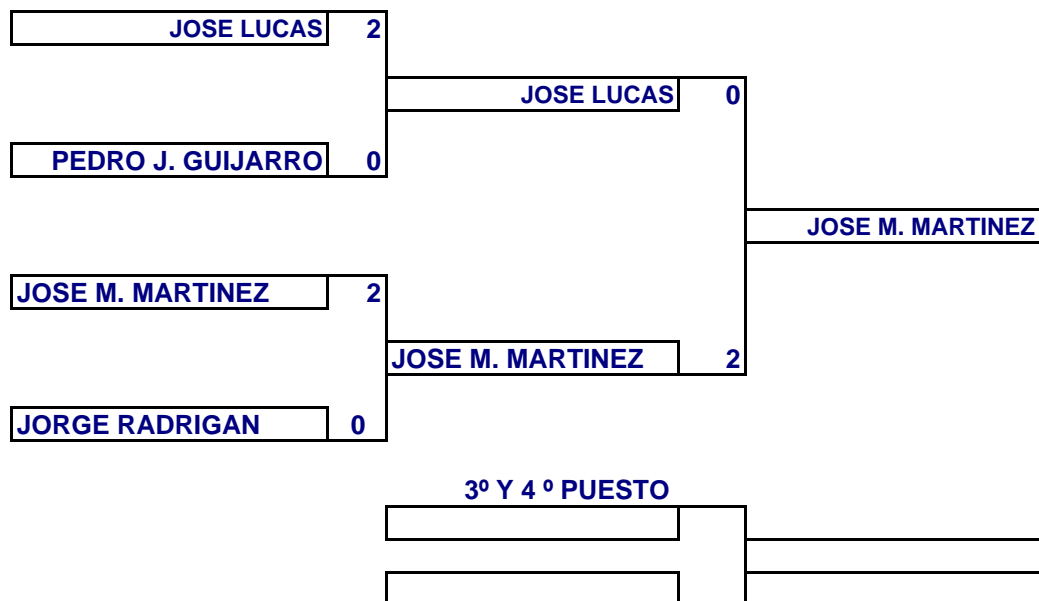 JOSE LUCAS 2
JOSE LUCAS 0
PEDRO J. GUIJARRO 0
JOSE M. MARTINEZ
JOSE M. MARTINEZ 2
JOSE M. MARTINEZ 2
JORGE RADRIGAN 0
3º Y 4 º PUESTO